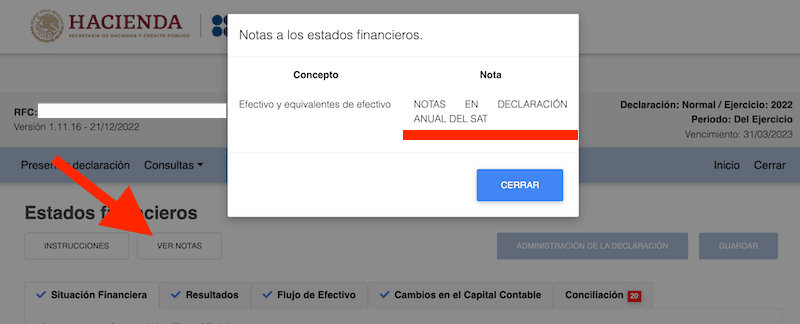 HACIENDA
SECRETARÍA DE HACIENDA Y CRÉDITO PÚBLICO
Notas a los estados financieros.
Concepto Nota
Efectivo y equivalentes de efectivo NOTAS EN DECLARACIÓN
ANUAL DEL SAT
CERRAR
RFC:
Versión 1.11.16 - 21/12/2022
Declaración: Normal / Ejercicio: 2022
Periodo: Del Ejercicio
Vencimiento: 31/03/2023
declaración Consultas Inicio Cerrar
Estados
INSTRUCCIONES VER NOTAS ADMINISTRACIÓN DE LA DECLARACIÓN GUARDAR
Situación Financiera Resultados Flujo de Efectivo Cambios en el Capital Contable Conciliación 20